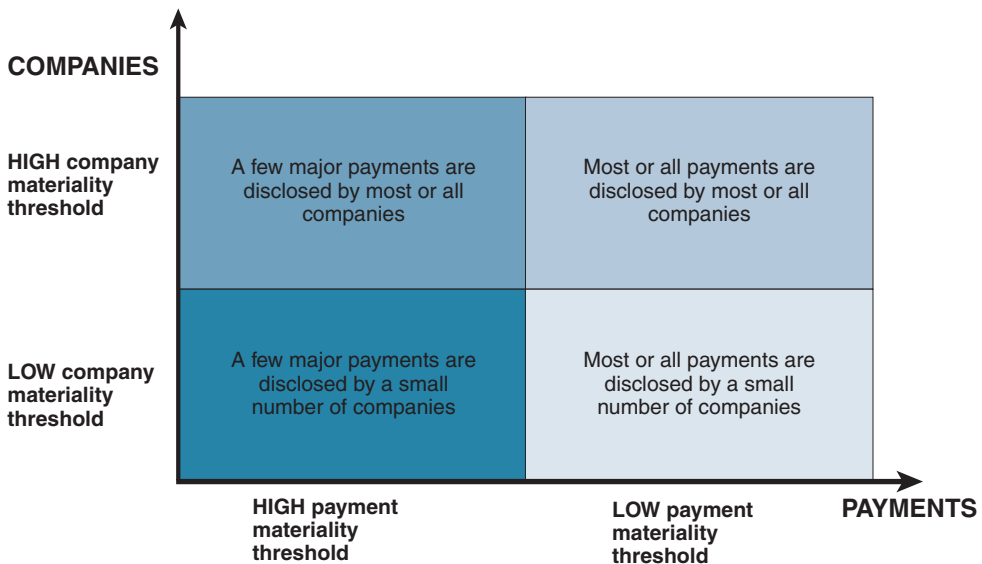 COMPANIES
HIGH company
materiality
threshold
A few major payments are
disclosed by most or all
companies
Most or all payments are
disclosed by most or all
companies
LOW company
materiality
threshold
A few major payments are
disclosed by a small
number of companies
Most or all payments are
disclosed by a small
number of companies
HIGH payment
materiality
threshold
LOW payment
materiality
threshold
PAYMENTS